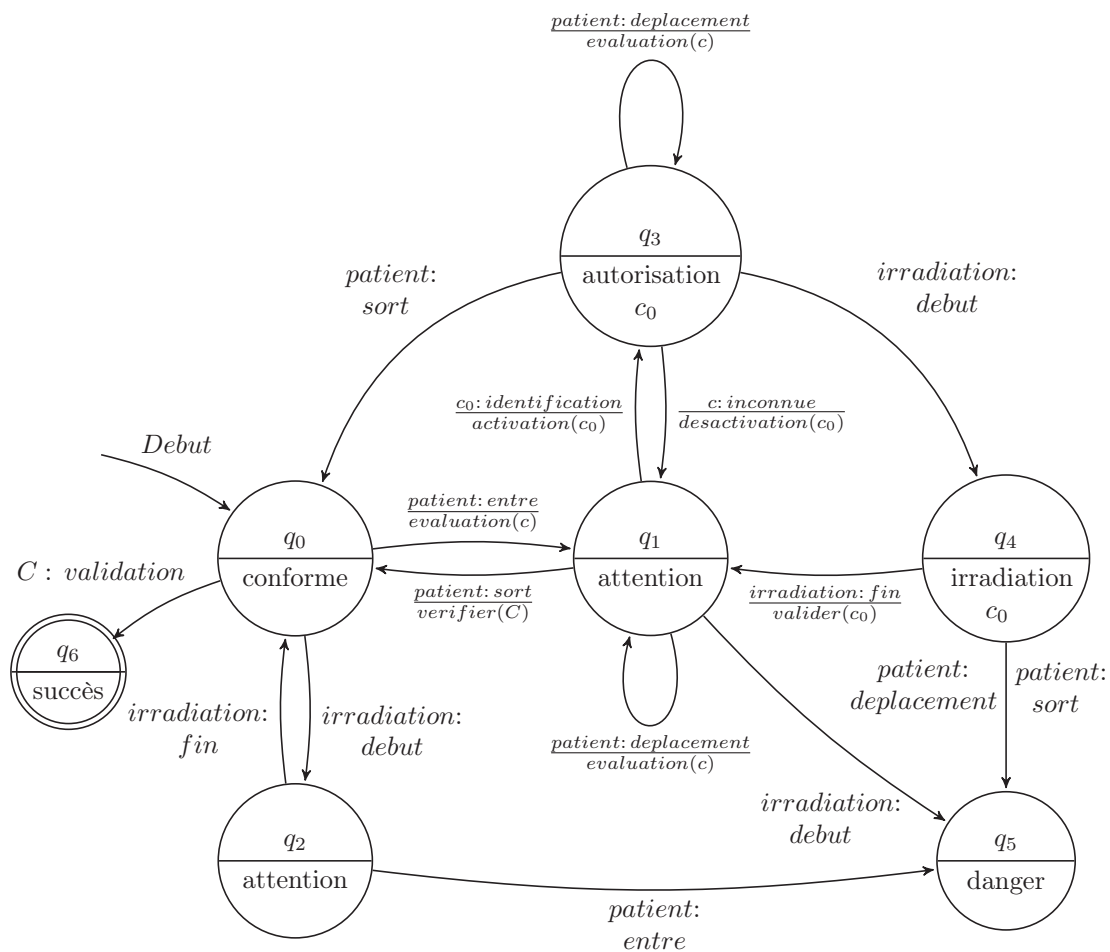 patient: deplacement
evaluation(c)
q3
autorisation
c0
patient:
sort
irradiation:
debut
c0: identification
activation(c0)
c: inconnue
desactivation(c0)
Debut
patient: entre
evaluation(c)
q0
conforme
q1
attention
q4
irradiation
c0
C : validation
patient: sort
verifier(C)
irradiation: fin
valider(c0)
q6
succès
irradiation:
fin
irradiation:
debut
patient: deplacement
evaluation(c)
patient:
deplacement
patient:
sort
irradiation:
debut
q2
attention
q5
danger
patient:
entre